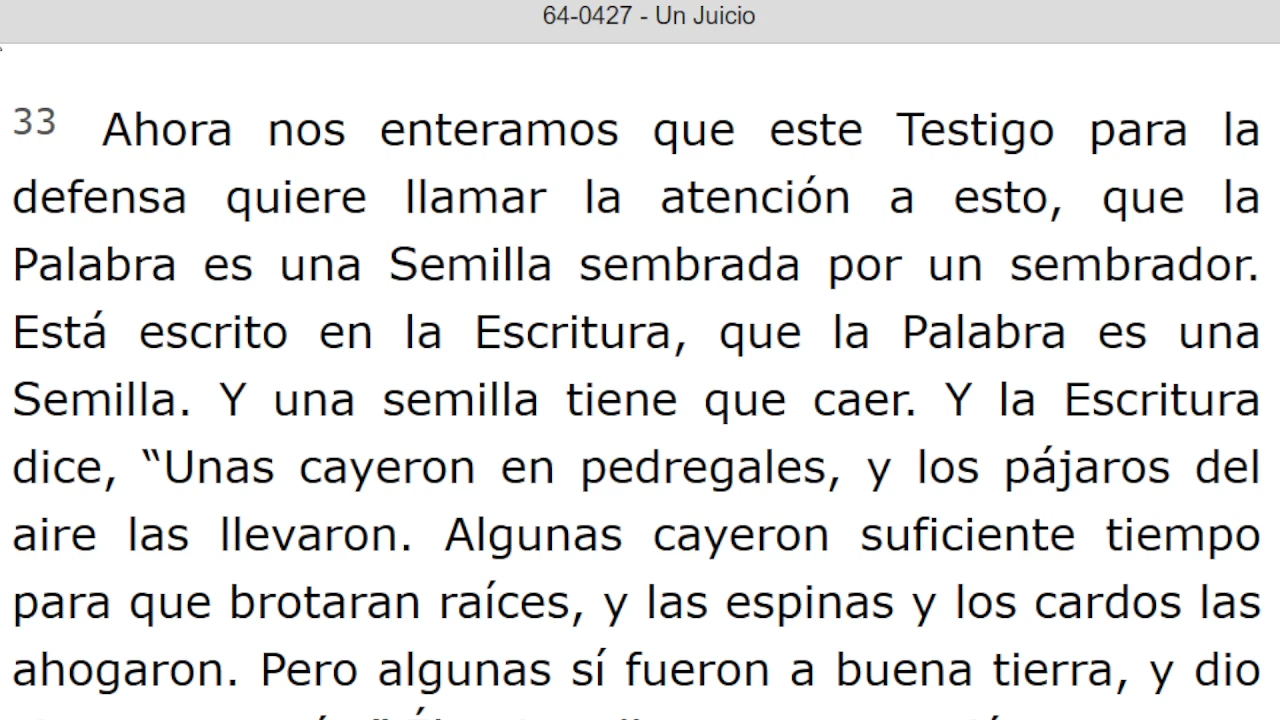 64-0427 - Un Juicio
33 Ahora nos enteramos que este Testigo para la
defensa quiere llamar la atención a esto, que la
Palabra es una Semilla sembrada por un sembrador.
Está escrito en la Escritura, que la Palabra es una
Semilla. Y una semilla tiene que caer. Y la Escritura
dice, “Unas cayeron en pedregales, y los pájaros del
aire las llevaron. Algunas cayeron suficiente tiempo
para que brotaran raíces, y las espinas y los cardos las
ahogaron. Pero algunas sí fueron a buena tierra, y dio